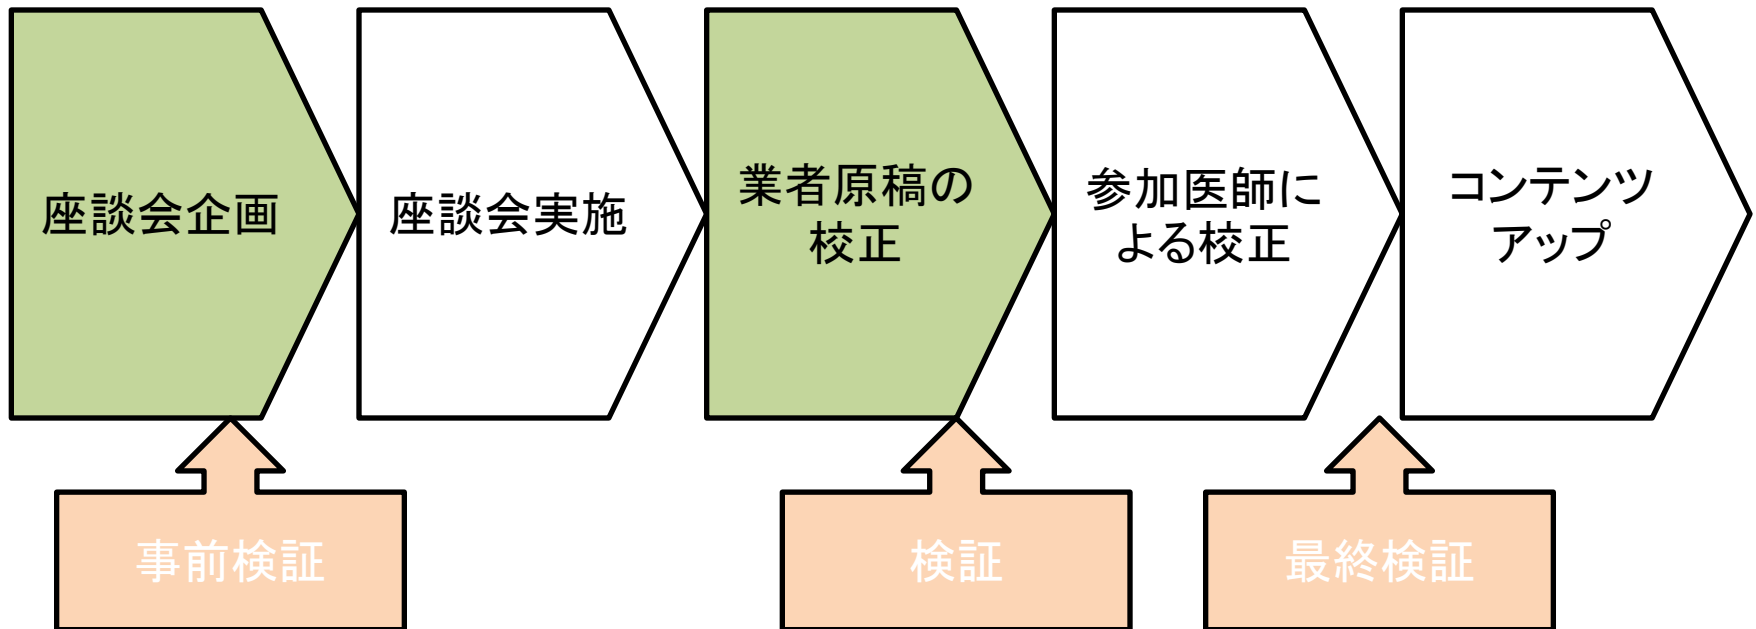 座談会企画
座談会実施
業者原稿の
校正
参加医師に
よる校正
コンテンツ
アップ
事前検証
検証
最終検証